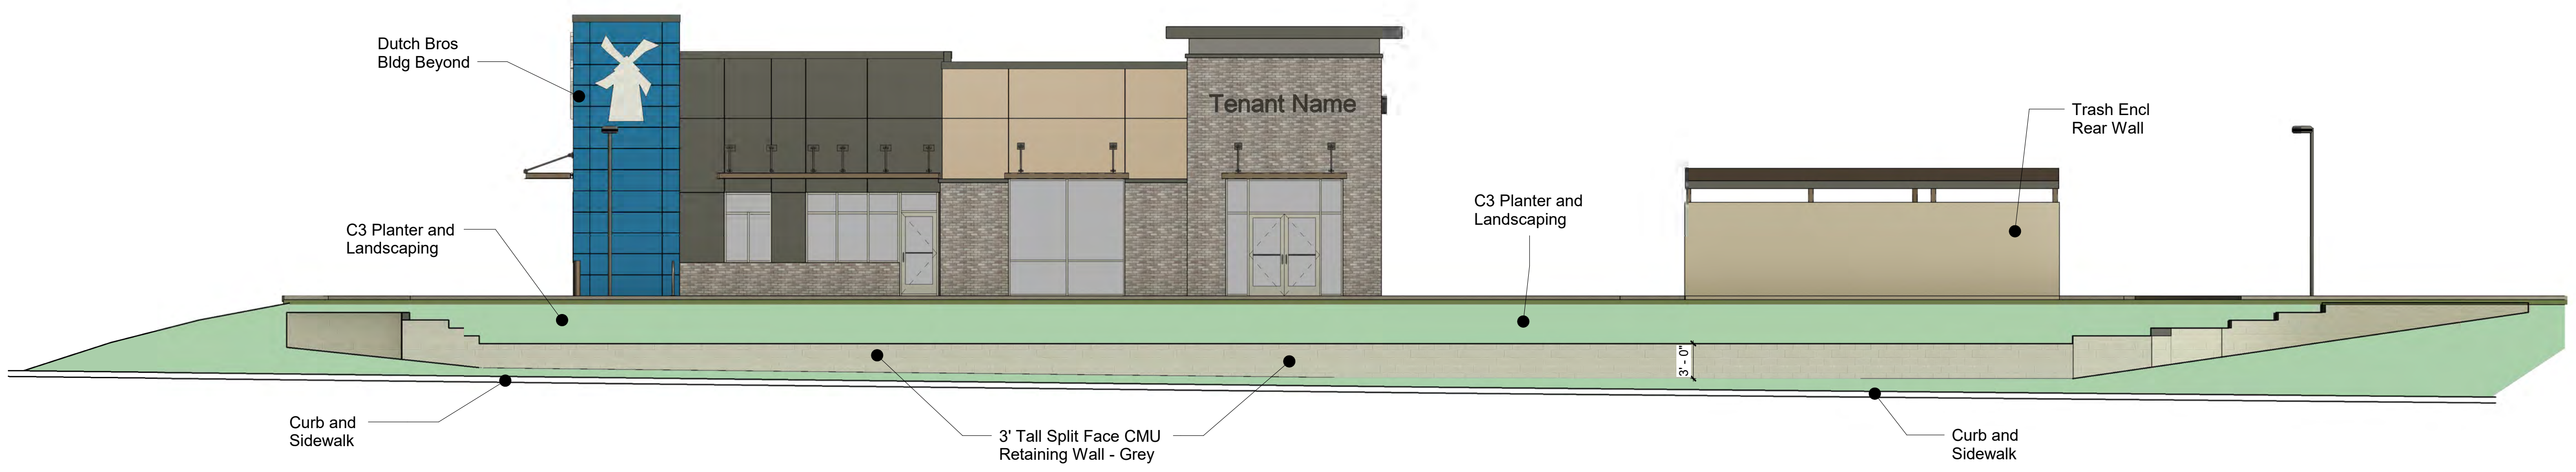 Dutch Bros
Bldg Beyond
Tenant Name
Trash Encl
Rear Wall
C3 Planter and
Landscaping
C3 Planter and
Landscaping
3' - 0"
Curb and
Sidewalk
3' Tall Split Face CMU
Retaining Wall - Grey
Curb and
Sidewalk